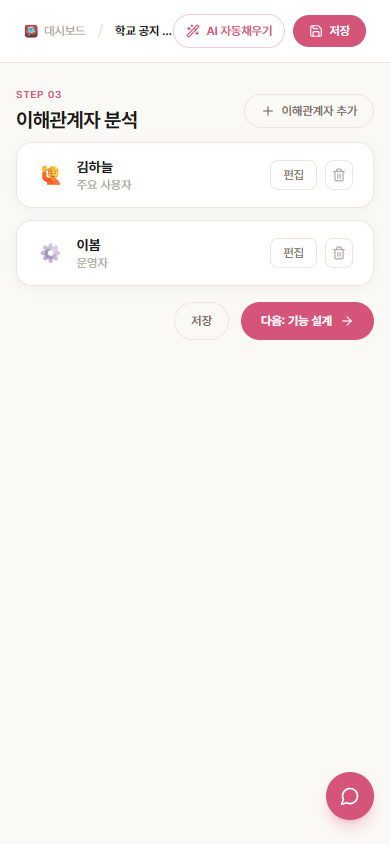 대시보드 / 학교 공지 ...
AI 자동채우기
저장
STEP 03
이해관계자 분석
이해관계자 추가
김하늘
주요 사용자
편집
이봄
운영자
편집
저장
다음: 기능 설계